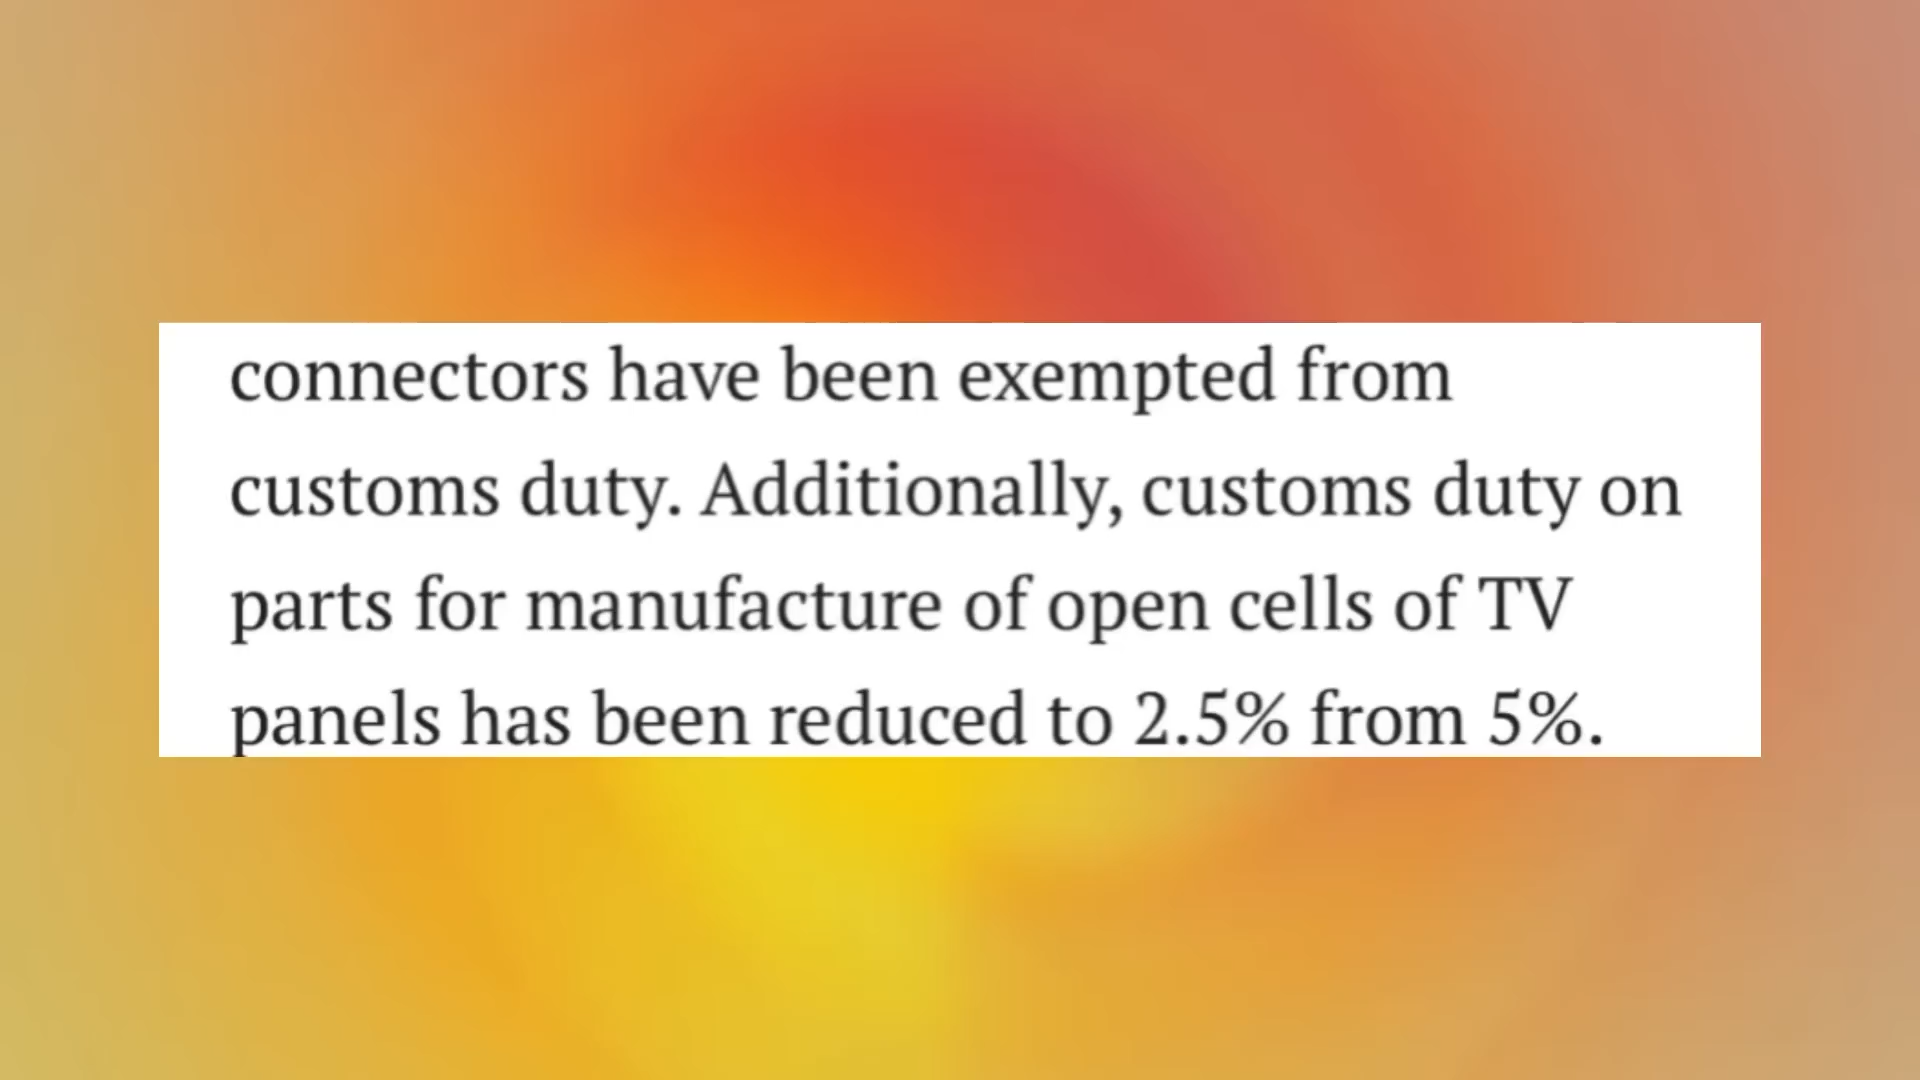 connectors have been exempted from
customs duty. Additionally, customs duty on
parts for manufacture of open cells of TV
panels has been reduced to 2.5% from 5%.